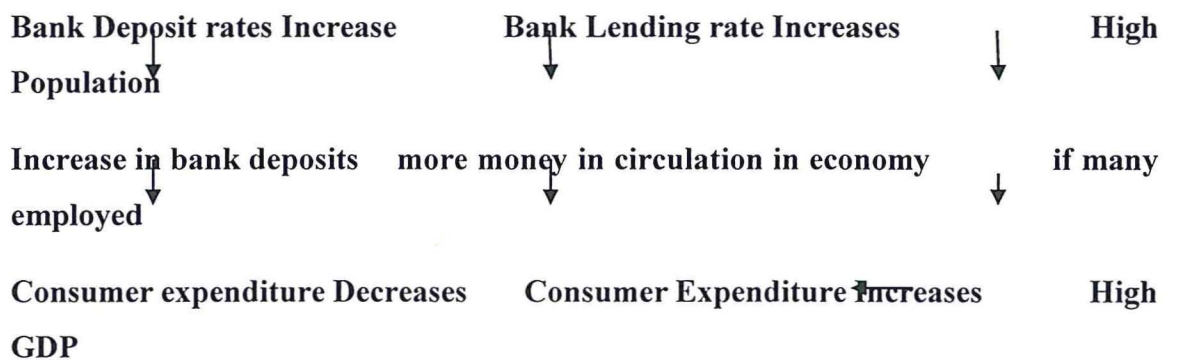 Bank Deposit rates Increase Bank Lending rate Increases High
Population
Increase in bank deposits more money in circulation in economy if many
employed
Consumer expenditure Decreases Consumer Expenditure Increases High
GDP